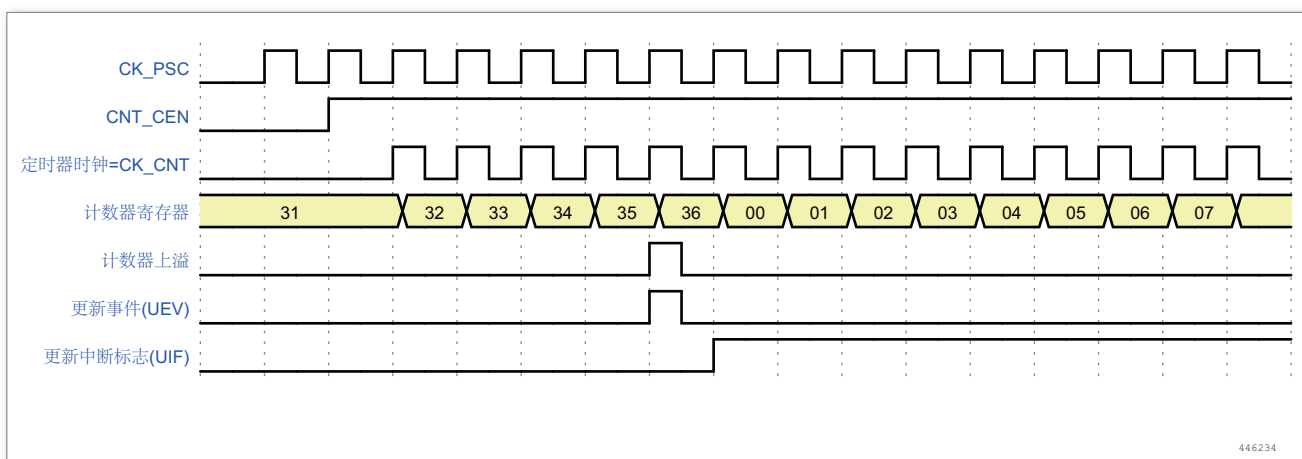 CK_PSC
CNT_CEN
定时器时钟=CK_CNT
计数器寄存器 31 32 33 34 35 36 00 01 02 03 04 05 06 07
计数器上溢
更新事件(UEV)
更新中断标志(UIF)
446234